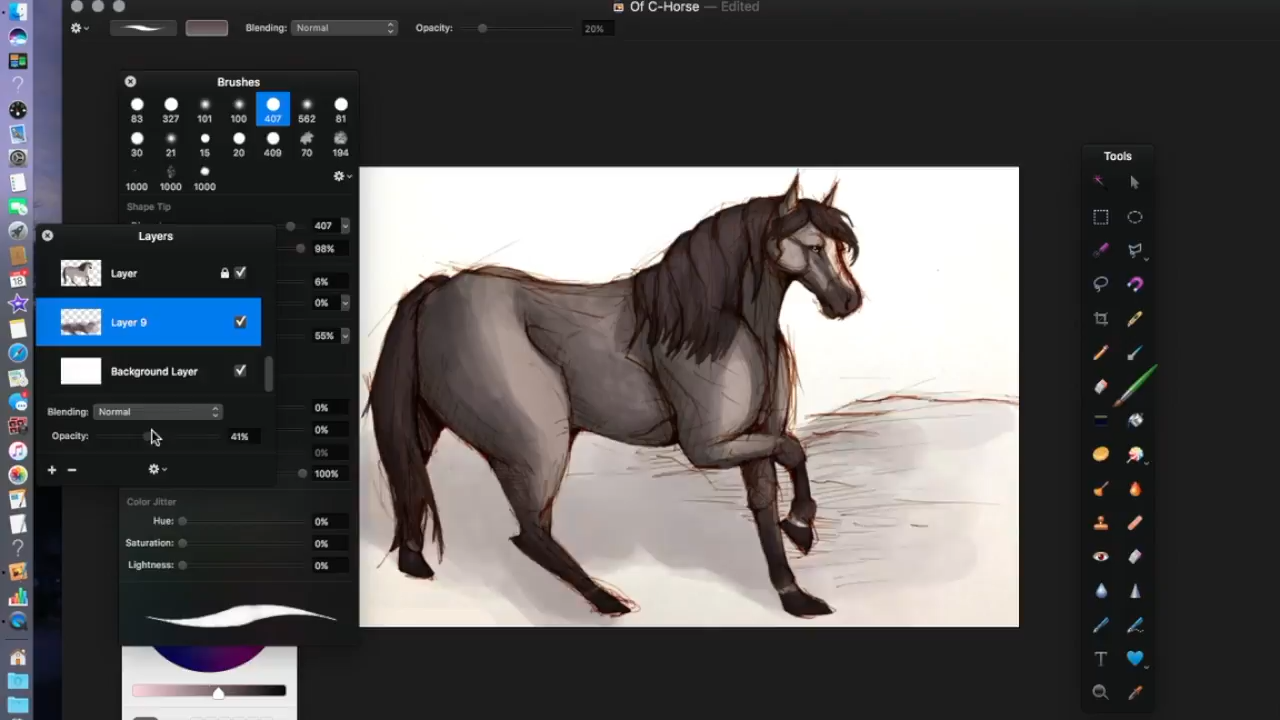 Of C-Horse — Edited
Blending: Normal Opacity: 20%
Brushes
83 327 101 100 407 562 81
30 21 15 20 409 70 194
1000 1000 1000
Shape Tip
407
98%
6%
0%
55%
0%
0%
0%
100%
Color Jitter
Hue: 0%
Saturation: 0%
Lightness: 0%
Layers
Layer
Layer 9
Background Layer
Blending: Normal
Opacity: 41%
Tools
T
18